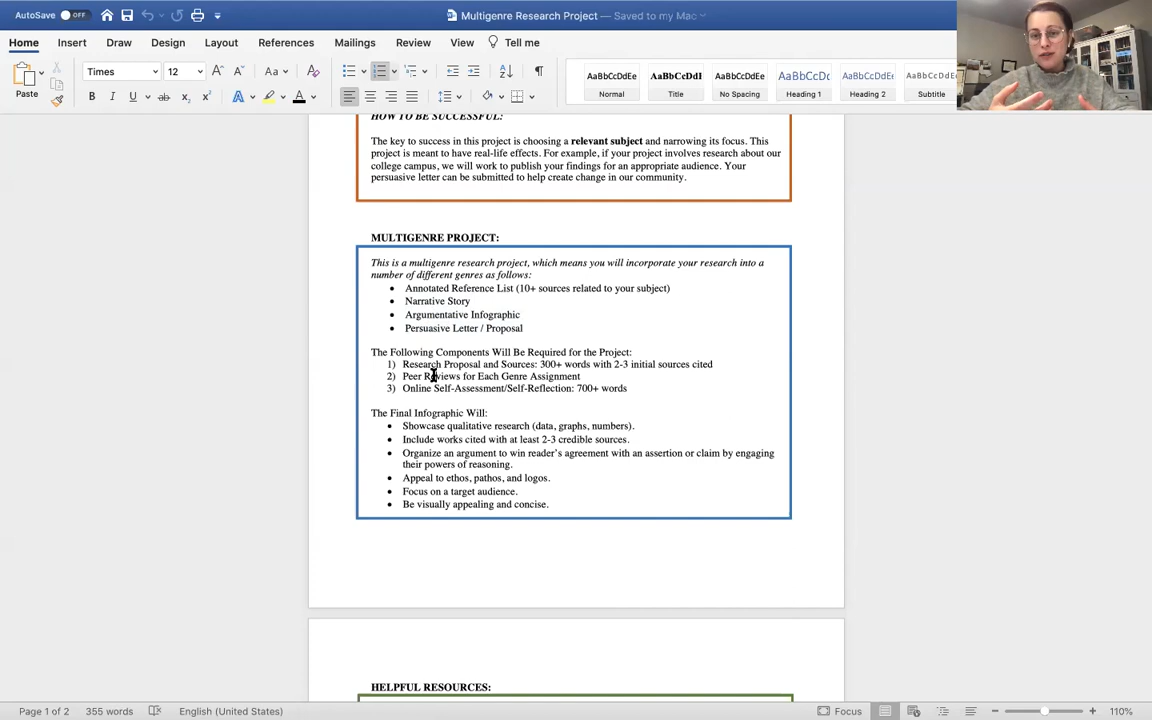 AutoSave OFF
Multigenre Research Project — Saved to my Mac
Home Insert Draw Design Layout References Mailings Review View Tell me
Paste
Times 12
AaBbCcDdEe AaBbCcDdI AaBbCcDdEe AaBbCcDc AaBbCcDdEe AaBbCcDdEe
Normal Title No Spacing Heading 1 Heading 2 Subtitle
HOW TO BE SUCCESSFUL:
The key to success in this project is choosing a relevant subject and narrowing its focus. This
project is meant to have real-life effects. For example, if your project involves research about our
college campus, we will work to publish your findings for an appropriate audience. Your
persuasive letter can be submitted to help create change in our community.
MULTIGENRE PROJECT:
This is a multigenre research project, which means you will incorporate your research into a
number of different genres as follows:
• Annotated Reference List (10+ sources related to your subject)
• Narrative Story
• Argumentative Infographic
• Persuasive Letter / Proposal
The Following Components Will Be Required for the Project:
1) Research Proposal and Sources: 300+ words with 2-3 initial sources cited
2) Peer Reviews for Each Genre Assignment
3) Online Self-Assessment/Self-Reflection: 700+ words
The Final Infographic Will:
• Showcase qualitative research (data, graphs, numbers).
• Include works cited with at least 2-3 credible sources.
• Organize an argument to win reader's agreement with an assertion or claim by engaging
their powers of reasoning.
• Appeal to ethos, pathos, and logos.
• Focus on a target audience.
• Be visually appealing and concise.
HELPFUL RESOURCES:
Page 1 of 2 355 words English (United States) Focus 110%